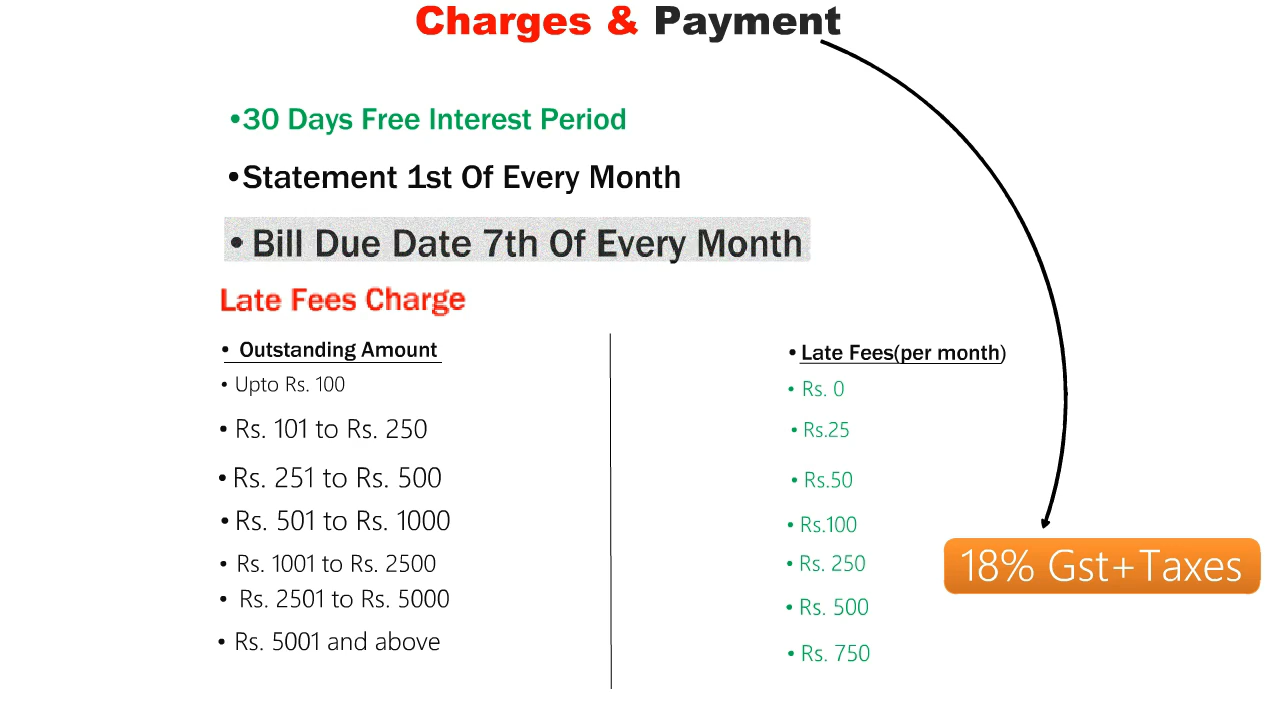 Charges & Payment
•30 Days Free Interest Period
•Statement 1st Of Every Month
• Bill Due Date 7th Of Every Month
Late Fees Charge
• Outstanding Amount
• Late Fees(per month)
• Upto Rs. 100
• Rs. 0
• Rs. 101 to Rs. 250
• Rs.25
• Rs. 251 to Rs. 500
• Rs.50
• Rs. 501 to Rs. 1000
• Rs.100
• Rs. 1001 to Rs. 2500
• Rs. 250
18% Gst+Taxes
• Rs. 2501 to Rs. 5000
• Rs. 500
• Rs. 5001 and above
• Rs. 750